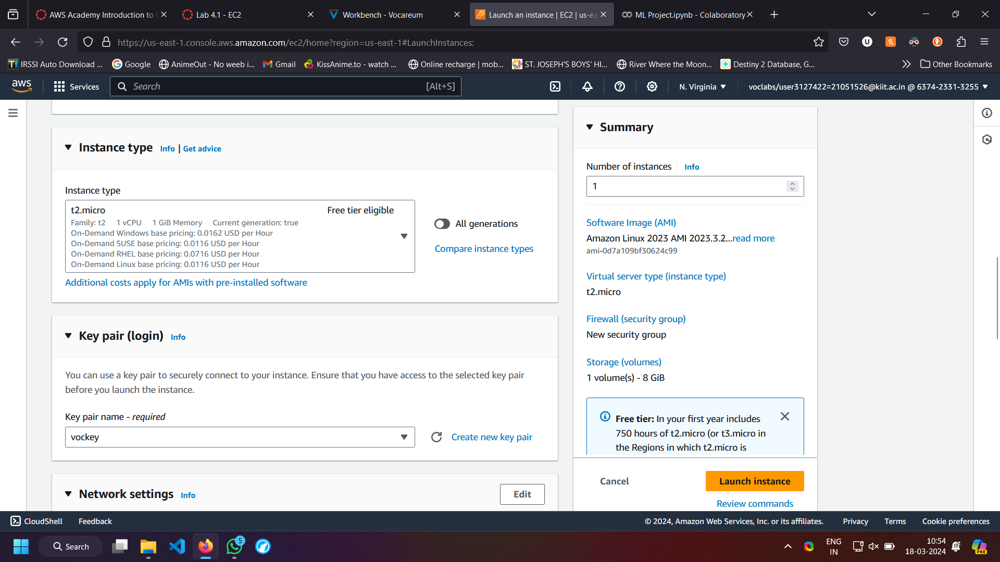 AWS Academy Introduction to
Lab 4.1 - EC2
Workbench - Vocareum
Launch an instance | EC2 | us-ea
ML Project.ipynb - Colaboratory
https://us-east-1.console.aws.amazon.com/ec2/home?region=us-east-1#LaunchInstances:
IRSSI Auto Download ...
Google
AnimeOut - No weeb i...
Gmail
KissAnime.to - watch ...
Online recharge | mob...
ST. JOSEPH'S BOYS' HI...
River Where the Moon...
Destiny 2 Database, G...
Other Bookmarks
aws
Services
Search
[Alt+S]
N. Virginia
voclabs/user3127422=21051526@kiit.ac.in @ 6374-2331-3255
Instance type Info | Get advice
Instance type
t2.micro Free tier eligible
Family: t2 1 vCPU 1 GiB Memory Current generation: true
On-Demand Windows base pricing: 0.0162 USD per Hour
On-Demand SUSE base pricing: 0.0116 USD per Hour
On-Demand RHEL base pricing: 0.0716 USD per Hour
On-Demand Linux base pricing: 0.0116 USD per Hour
All generations
Compare instance types
Additional costs apply for AMIs with pre-installed software
Key pair (login) Info
You can use a key pair to securely connect to your instance. Ensure that you have access to the selected key pair
before you launch the instance.
Key pair name - required
vockey
Create new key pair
Network settings Info
Edit
Summary
Number of instances Info
1
Software Image (AMI)
Amazon Linux 2023 AMI 2023.3.2...read more
ami-0d7a109bf30624c99
Virtual server type (instance type)
t2.micro
Firewall (security group)
New security group
Storage (volumes)
1 volume(s) - 8 GiB
Free tier: In your first year includes
750 hours of t2.micro (or t3.micro in
the Regions in which t2.micro is
Cancel
Launch instance
Review commands
CloudShell
Feedback
© 2024, Amazon Web Services, Inc. or its affiliates.
Privacy
Terms
Cookie preferences
Search
5
ENG
IN
10:54
18-03-2024
PRE